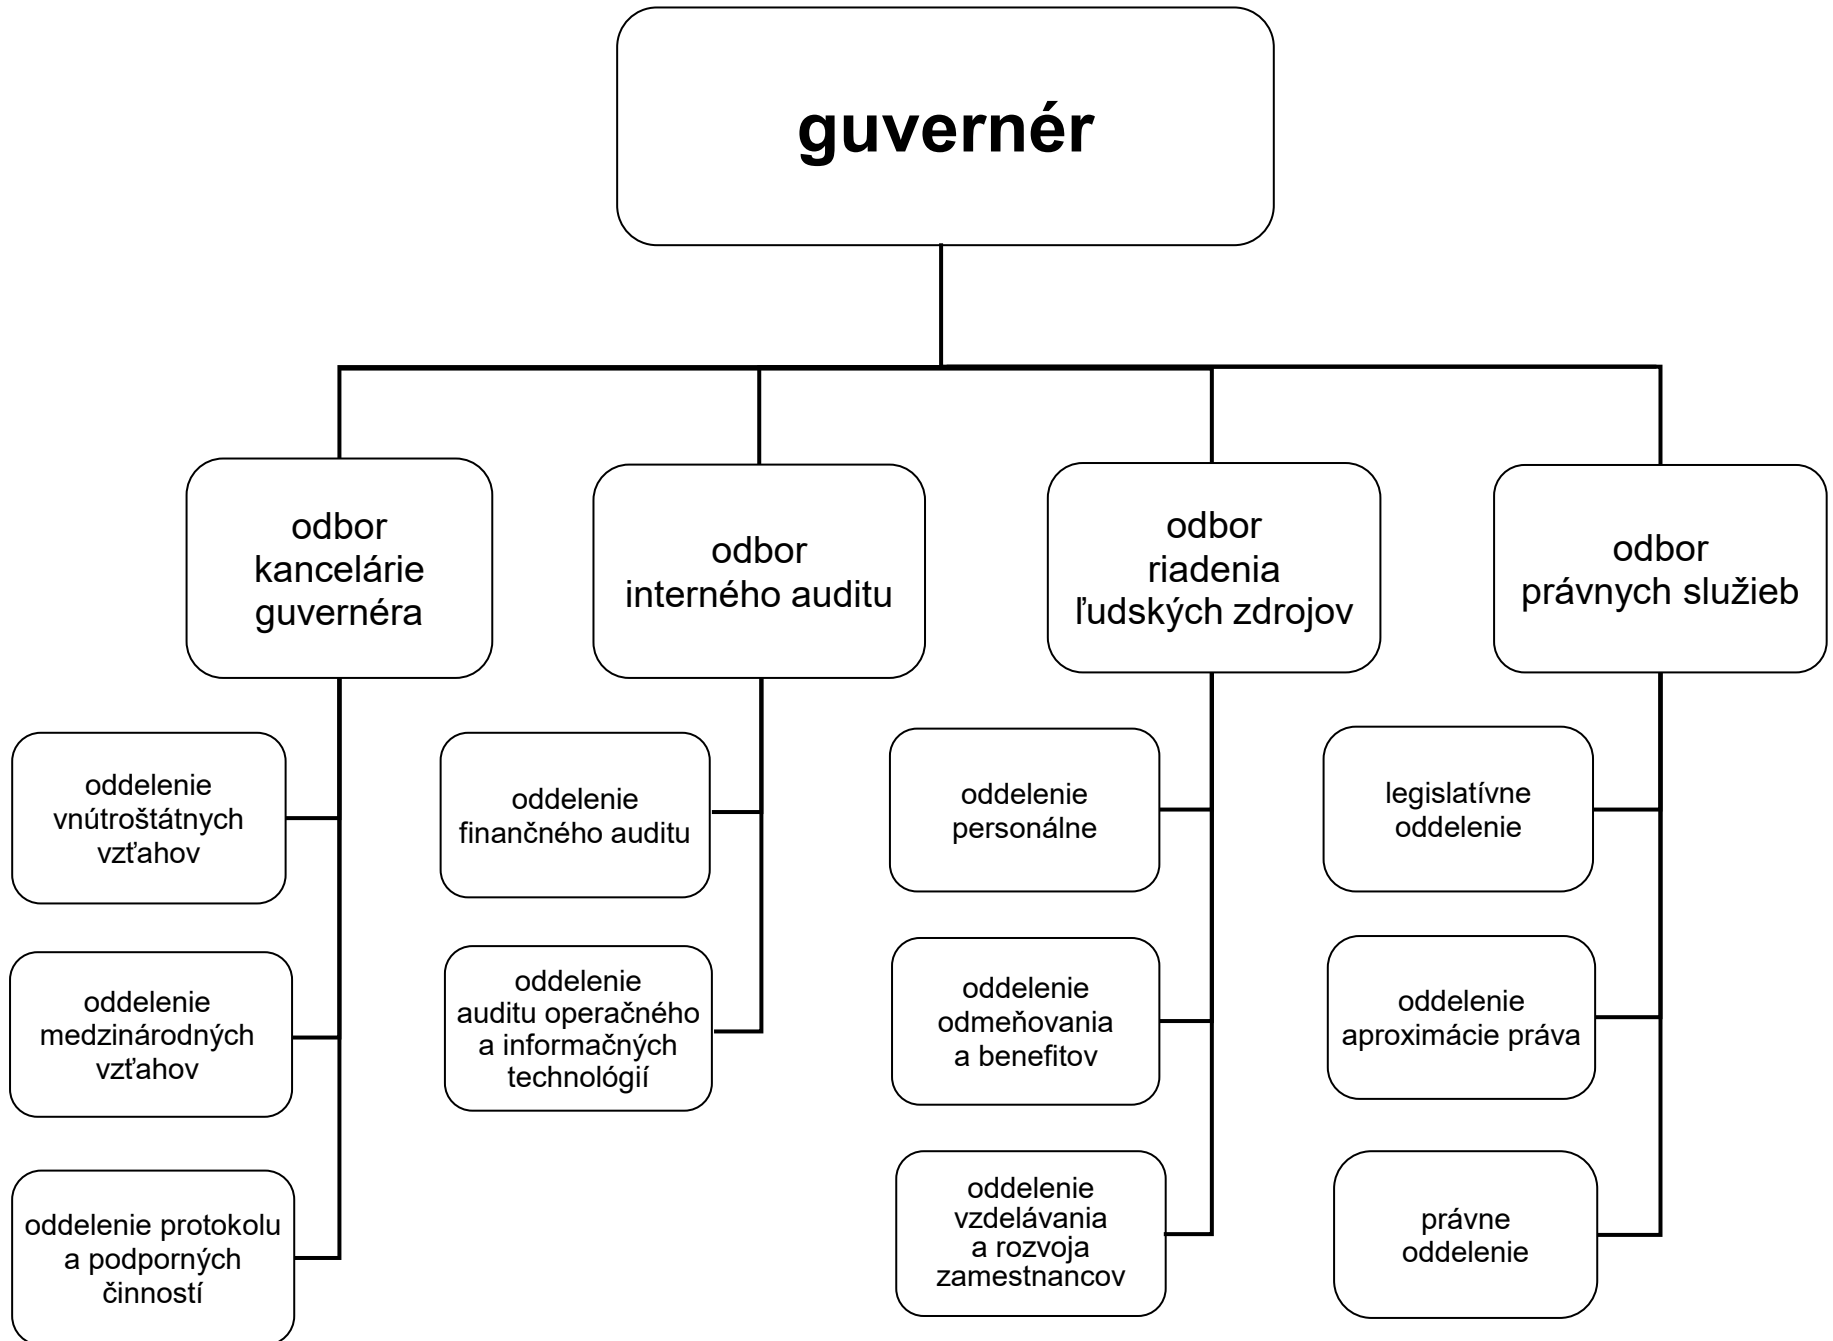 guvernér
odbor
kancelárie
guvernéra
odbor
interného auditu
odbor
riadenia
ľudských zdrojov
odbor
právnych služieb
oddelenie
vnútroštátnych
vzťahov
oddelenie
medzinárodných
vzťahov
oddelenie protokolu
a podporných
činností
oddelenie
finančného auditu
oddelenie
auditu operačného
a informačných
technológií
oddelenie
personálne
oddelenie
odmeňovania
a benefitov
oddelenie
vzdelávania
a rozvoja
zamestnancov
legislatívne
oddelenie
oddelenie
aproximácie práva
právne
oddelenie